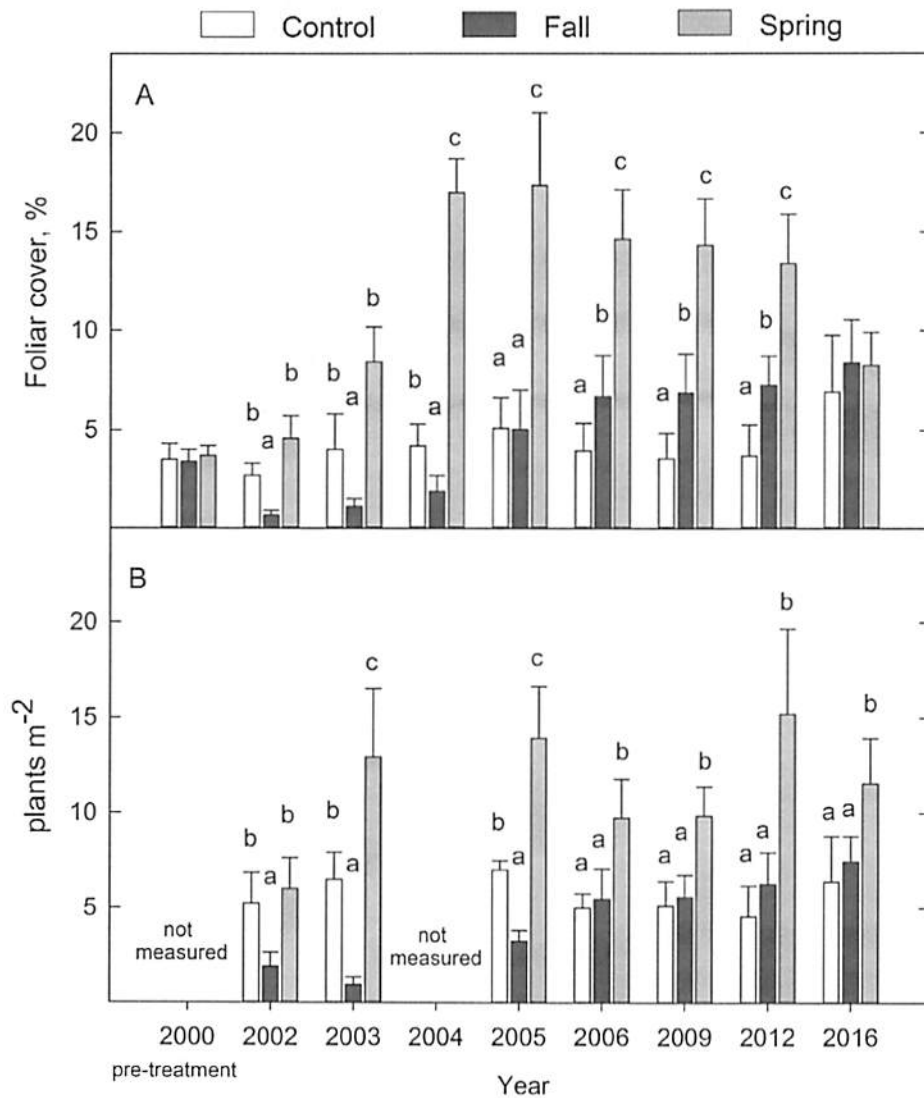 Control Fall Spring
A
c
c
c
c
c
20
15
10
5
Foliar cover, %
b
a
b
b
a
b
b
a
a
a
a
b
a
b
a
b
B
b
c
c
b
b
b
20
15
10
5
plants m-2
b
a
b
b
a
b
a
a
a
a
a
a
a
a
a
not
measured
not
measured
2000 2002 2003 2004 2005 2006 2009 2012 2016
pre-treatment
Year